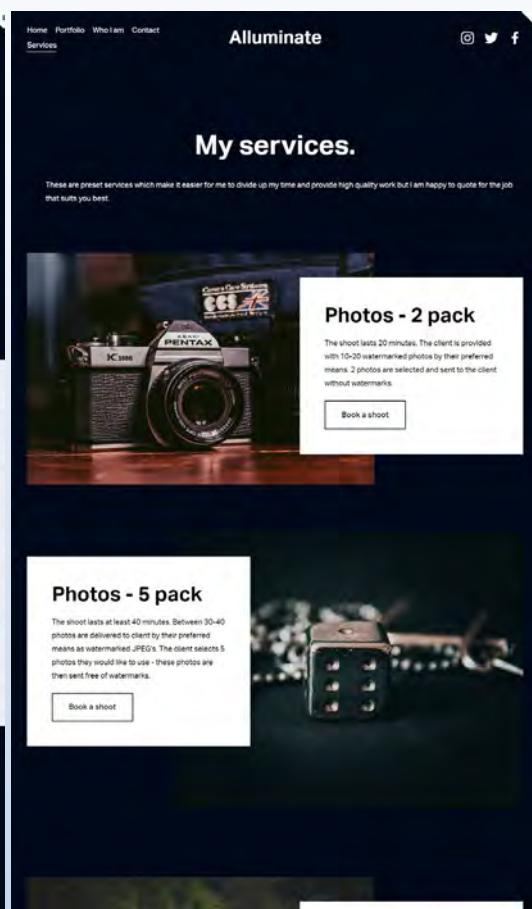 Home Portfolio Who I am Contact
Services
Alluminate
My services.
These are preset services which make it easier for me to divide up my time and provide high quality work but I am happy to quote for the job
that suits you best.
CCS
ASAHI
PENTAX
K1000
Photos - 2 pack
The shoot lasts 20 minutes. The client is provided
with 10-20 watermarked photos by their preferred
means. 2 photos are selected and sent to the client
without watermarks.
Book a shoot
Photos - 5 pack
The shoot lasts at least 40 minutes. Between 30-40
photos are delivered to client by their preferred
means as watermarked JPEG's. The client selects 5
photos they would like to use - these photos are
then sent free of watermarks.
Book a shoot